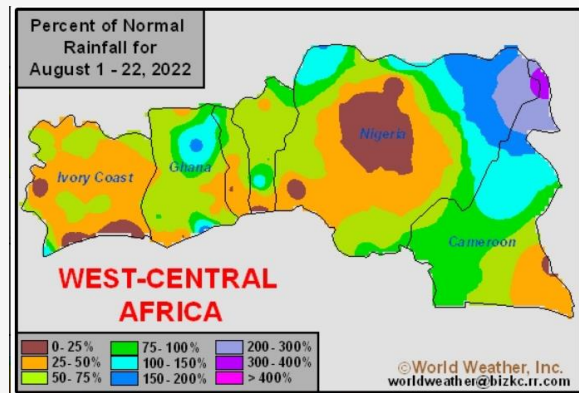 Percent of Normal
Rainfall for
August 1 - 22, 2022
Nigeria
Ghana
Ivory Coast
Cameroon
WEST-CENTRAL
AFRICA
0- 25%
25- 50%
50- 75%
75- 100%
100- 150%
150- 200%
200- 300%
300- 400%
> 400%
©World Weather, Inc.
worldweather@bizkc.rr.com